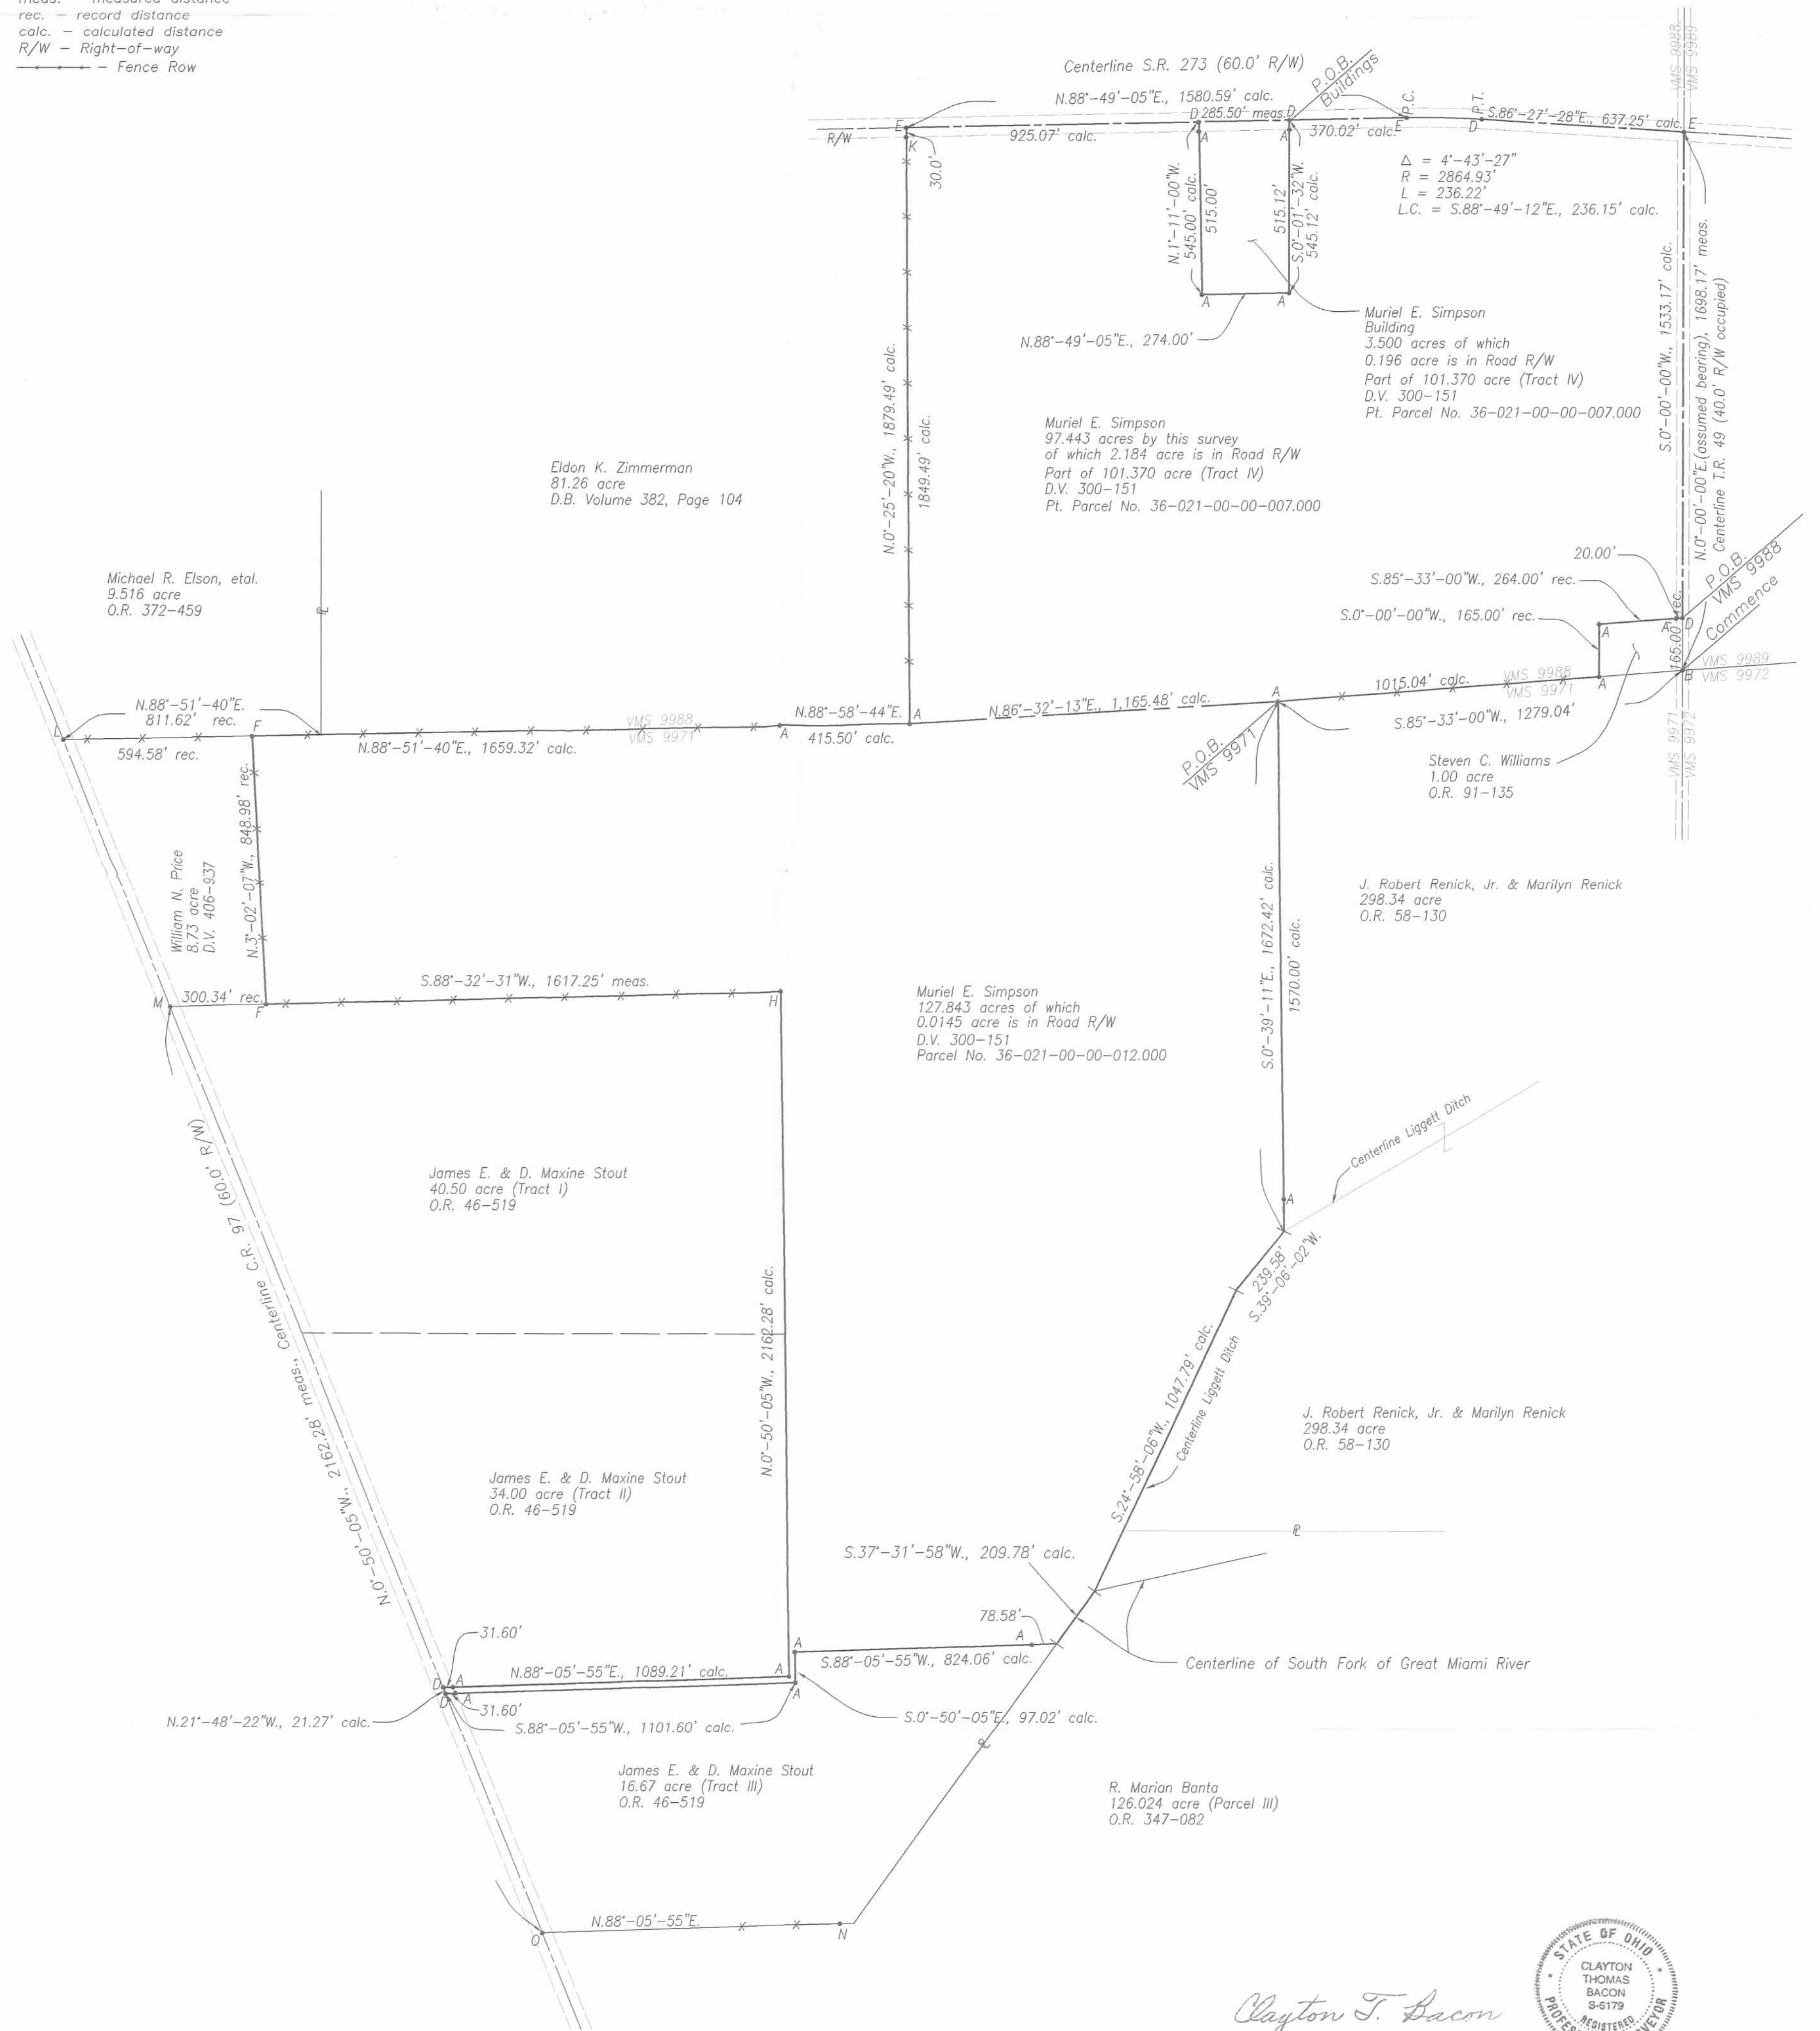 rec. - record distance
calc. - calculated distance
R/W - Right-of-way
- Fence Row
Centerline S.R. 273 (60.0' R/W)
P.O.B.
Buildings
VMS 9988
VMS 9989
N.88°-49'-05"E., 1580.59' calc.
D 285.50' meas. D
P.C.
P.T.
S.86°-27'-28"E., 637.25' calc.
E
R/W
E
K
925.07' calc.
A
A
370.02' calc.
E
D
30.0'
Δ = 4°-43'-27"
R = 2864.93'
L = 236.22'
L.C. = S.88°-49'-12"E., 236.15' calc.
N.1°-11'-00"W.
545.00' calc.
515.00'
515.12'
S.0°-01'-32"W.
545.12' calc.
A
A
N.88°-49'-05"E., 274.00'
Muriel E. Simpson
Building
3.500 acres of which
0.196 acre is in Road R/W
Part of 101.370 acre (Tract IV)
D.V. 300-151
Pt. Parcel No. 36-021-00-00-007.000
S.0°-00'-00"W., 1533.17' calc.
N.0°-00'-00"E.(assumed bearing), 1698.17' meas.
Centerline T.R. 49 (40.0' R/W occupied)
N.0°-25'-20"W., 1879.49' calc.
1849.49' calc.
Muriel E. Simpson
97.443 acres by this survey
of which 2.184 acre is in Road R/W
Part of 101.370 acre (Tract IV)
D.V. 300-151
Pt. Parcel No. 36-021-00-00-007.000
Eldon K. Zimmerman
81.26 acre
D.B. Volume 382, Page 104
Michael R. Elson, etal.
9.516 acre
O.R. 372-459
20.00'
P.O.B.
VMS 9988
Commence
S.85°-33'-00"W., 264.00' rec.
S.0°-00'-00"W., 165.00' rec.
A
A
D
165.00' rec.
VMS 9989
VMS 9972
B
VMS 9988
VMS 9971
A
1015.04' calc.
S.85°-33'-00"W., 1279.04'
VMS 9971
VMS 9972
N.88°-51'-40"E.
811.62' rec.
L
F
594.58' rec.
N.88°-51'-40"E., 1659.32' calc.
VMS 9988
VMS 9971
A
N.88°-58'-44"E.
415.50' calc.
A
N.86°-32'-13"E., 1,165.48' calc.
A
P.O.B.
VMS 9971
Steven C. Williams
1.00 acre
O.R. 91-135
William N. Price
8.73 acre
D.V. 406-937
N.3°-02'-07"W., 848.98' rec.
S.0°-39'-11"E., 1672.42' calc.
1570.00' calc.
J. Robert Renick, Jr. & Marilyn Renick
298.34 acre
O.R. 58-130
M
300.34' rec.
F
S.88°-32'-31"W., 1617.25' meas.
H
Muriel E. Simpson
127.843 acres of which
0.0145 acre is in Road R/W
D.V. 300-151
Parcel No. 36-021-00-00-012.000
Centerline Liggett Ditch
A
N.0°-50'-05"W., 2162.28' meas., Centerline C.R. 97 (60.0' R/W)
James E. & D. Maxine Stout
40.50 acre (Tract I)
O.R. 46-519
239.58'
S.39°-06'-02"W.
N.0°-50'-05"W., 2162.28' calc.
S.24°-58'-06"W., 1047.79' calc.
Centerline Liggett Ditch
J. Robert Renick, Jr. & Marilyn Renick
298.34 acre
O.R. 58-130
James E. & D. Maxine Stout
34.00 acre (Tract II)
O.R. 46-519
S.37°-31'-58"W., 209.78' calc.
78.58'
31.60'
A
A
S.88°-05'-55"W., 824.06' calc.
Centerline of South Fork of Great Miami River
D
A
N.88°-05'-55"E., 1089.21' calc.
A
D
A
A
N.21°-48'-22"W., 21.27' calc.
31.60'
S.88°-05'-55"W., 1101.60' calc.
S.0°-50'-05"E., 97.02' calc.
James E. & D. Maxine Stout
16.67 acre (Tract III)
O.R. 46-519
R. Marian Banta
126.024 acre (Parcel III)
O.R. 347-082
N.88°-05'-55"E.
O
N
Clayton T. Bacon
STATE OF OHIO
CLAYTON
THOMAS
BACON
S-6179
REGISTERED